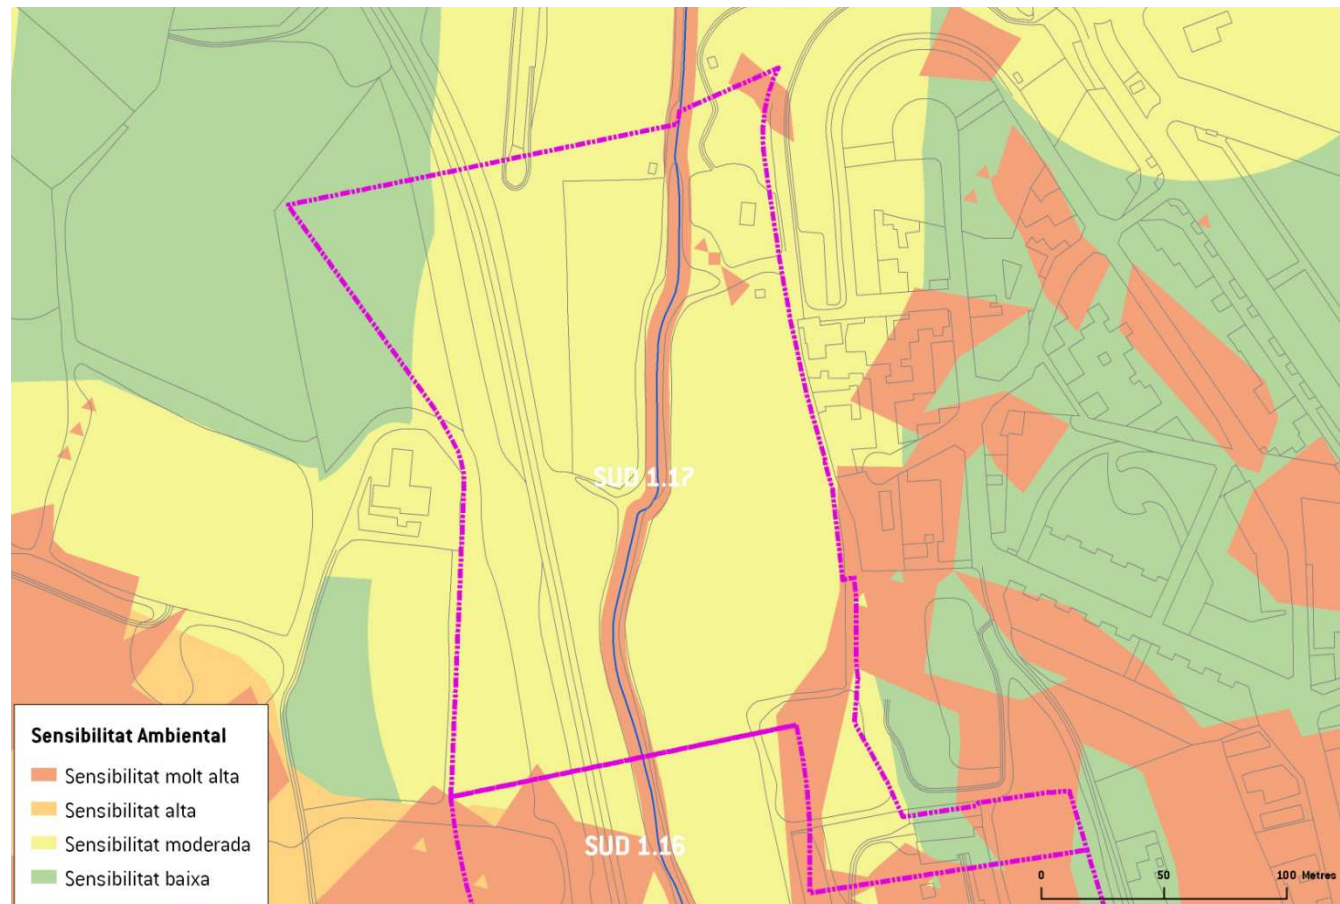 SUD 1.17
SUD 1.16
Sensibilitat Ambiental
Sensibilitat molt alta
Sensibilitat alta
Sensibilitat moderada
Sensibilitat baixa
0 50 100 Metres